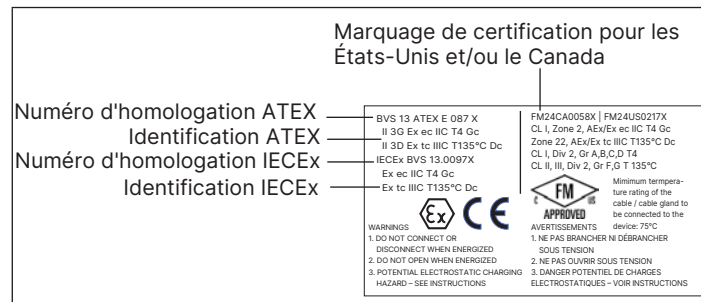 Marquage de certification pour les
États-Unis et/ou le Canada
Numéro d'homologation ATEX
Identification ATEX
Numéro d'homologation IECEx
Identification IECEx
BVS 13 ATEX E 087 X
II 3G Ex ec IIC T4 Gc
II 3D Ex tc IIIC T135°C Dc
IECEx BVS 13.0097X
Ex ec IIC T4 Gc
Ex tc IIIC T135°C Dc
Ex CE
WARNINGS
1. DO NOT CONNECT OR
DISCONNECT WHEN ENERGIZED
2. DO NOT OPEN WHEN ENERGIZED
3. POTENTIAL ELECTROSTATIC CHARGING
HAZARD – SEE INSTRUCTIONS
FM24CA0058X | FM24US0217X
CL I, Zone 2, AEx/Ex ec IIC T4 Gc
Zone 22, AEx/Ex tc IIIC T135°C Dc
CL I, Div 2, Gr A,B,C,D T4
CL II, III, Div 2, Gr F,G T 135°C
C FM US
APPROVED
Mimimum termpera-
ture rating of the
cable / cable gland to
be connected to the
device: 75°C
AVERTISSEMENTS
1. NE PAS BRANCHER NI DÉBRANCHER
SOUS TENSION
2. NE PAS OUVRIR SOUS TENSION
3. DANGER POTENTIEL DE CHARGES
ELECTROSTATIQUES – VOIR INSTRUCTIONS